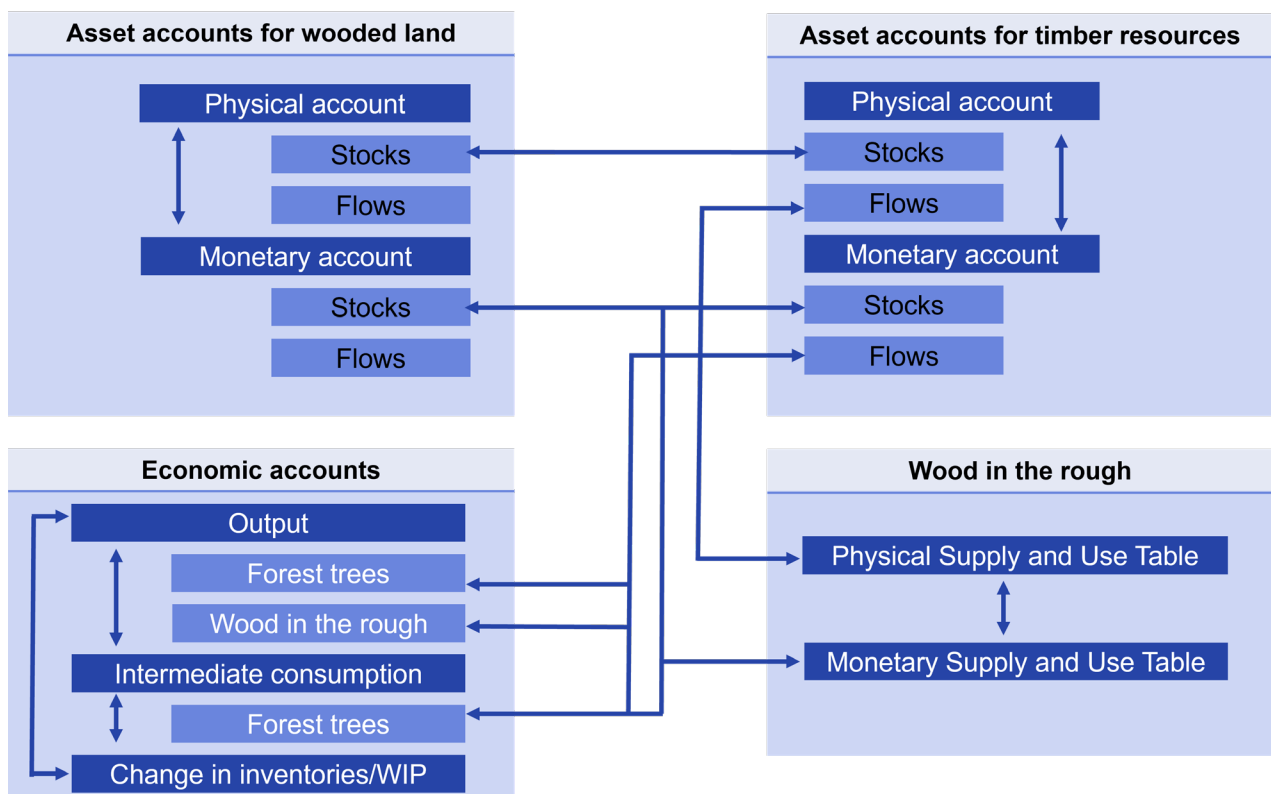 Asset accounts for wooded land
Physical account
Stocks
Flows
Monetary account
Stocks
Flows
Asset accounts for timber resources
Physical account
Stocks
Flows
Monetary account
Stocks
Flows
Economic accounts
Output
Forest trees
Wood in the rough
Intermediate consumption
Forest trees
Change in inventories/WIP
Wood in the rough
Physical Supply and Use Table
Monetary Supply and Use Table